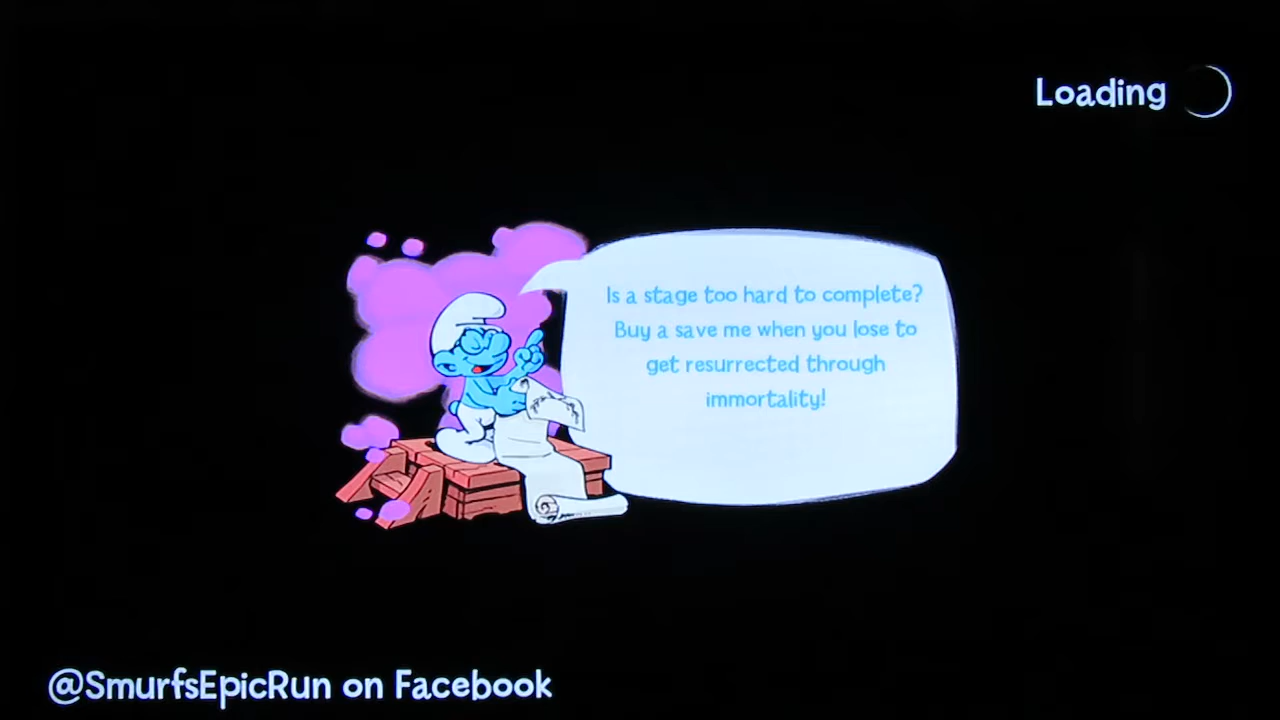 Loading
Is a stage too hard to complete?
Buy a save me when you lose to
get resurrected through
immortality!
@SmurfsEpicRun on Facebook